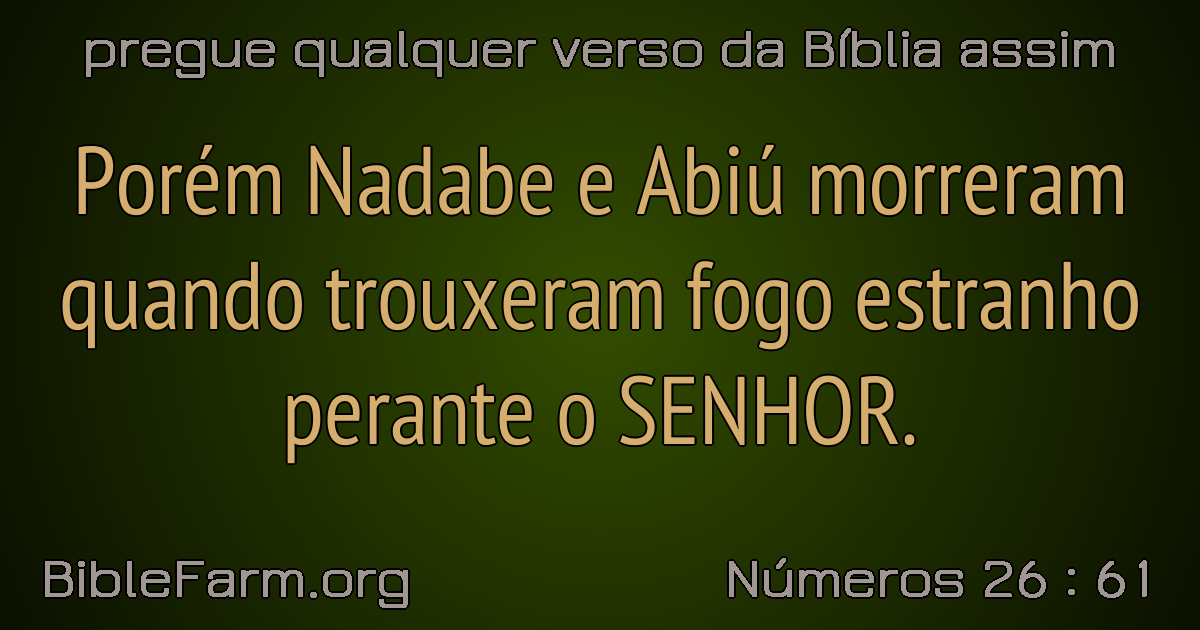 pregue qualquer verso da Bíblia assim
Porém Nadabe e Abiú morreram
quando trouxeram fogo estranho
perante o SENHOR.
BibleFarm.org
Números 26 : 61